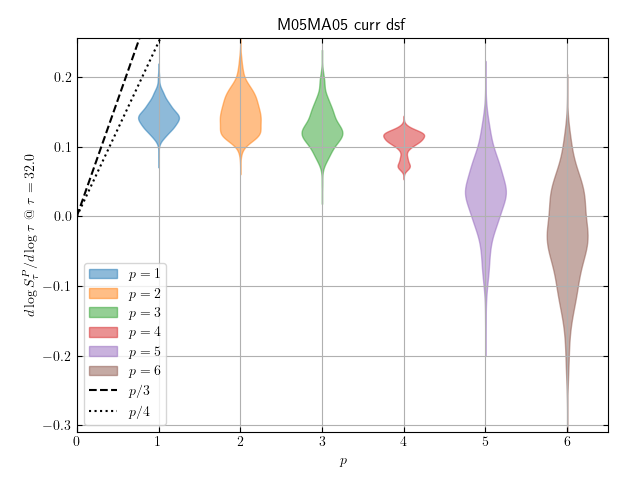 M05MA05 curr dsf
d log S_τ^P / d log τ @ τ = 32.0
0.2
0.1
0.0
−0.1
−0.2
−0.3
p = 1
p = 2
p = 3
p = 4
p = 5
p = 6
p/3
p/4
0 1 2 3 4 5 6
p